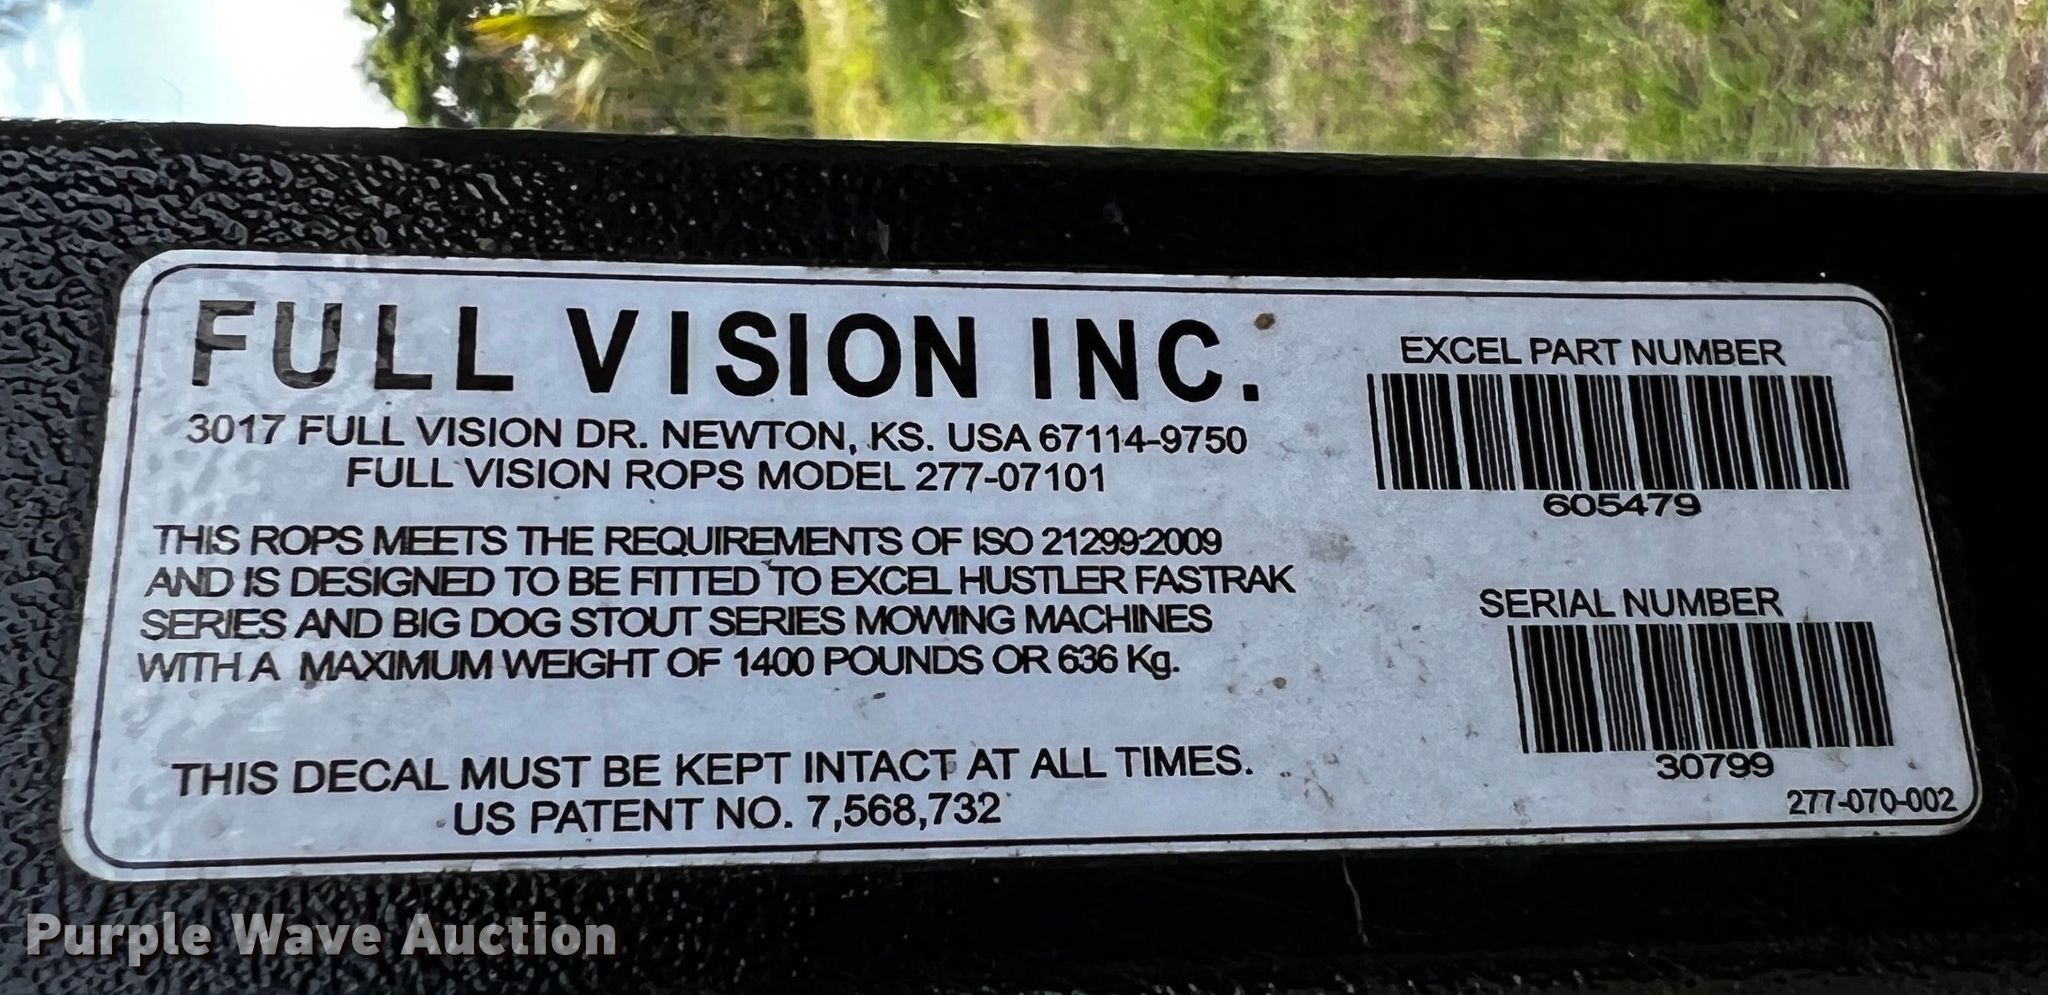 FULL VISION INC.
3017 FULL VISION DR. NEWTON, KS. USA 67114-9750
FULL VISION ROPS MODEL 277-07101
THIS ROPS MEETS THE REQUIREMENTS OF ISO 21299:2009
AND IS DESIGNED TO BE FITTED TO EXCEL HUSTLER FASTRAK
SERIES AND BIG DOG STOUT SERIES MOWING MACHINES
WITH A MAXIMUM WEIGHT OF 1400 POUNDS OR 636 Kg.
THIS DECAL MUST BE KEPT INTACT AT ALL TIMES.
US PATENT NO. 7,568,732
EXCEL PART NUMBER
605479
SERIAL NUMBER
30799
277-070-002
Purple Wave Auction